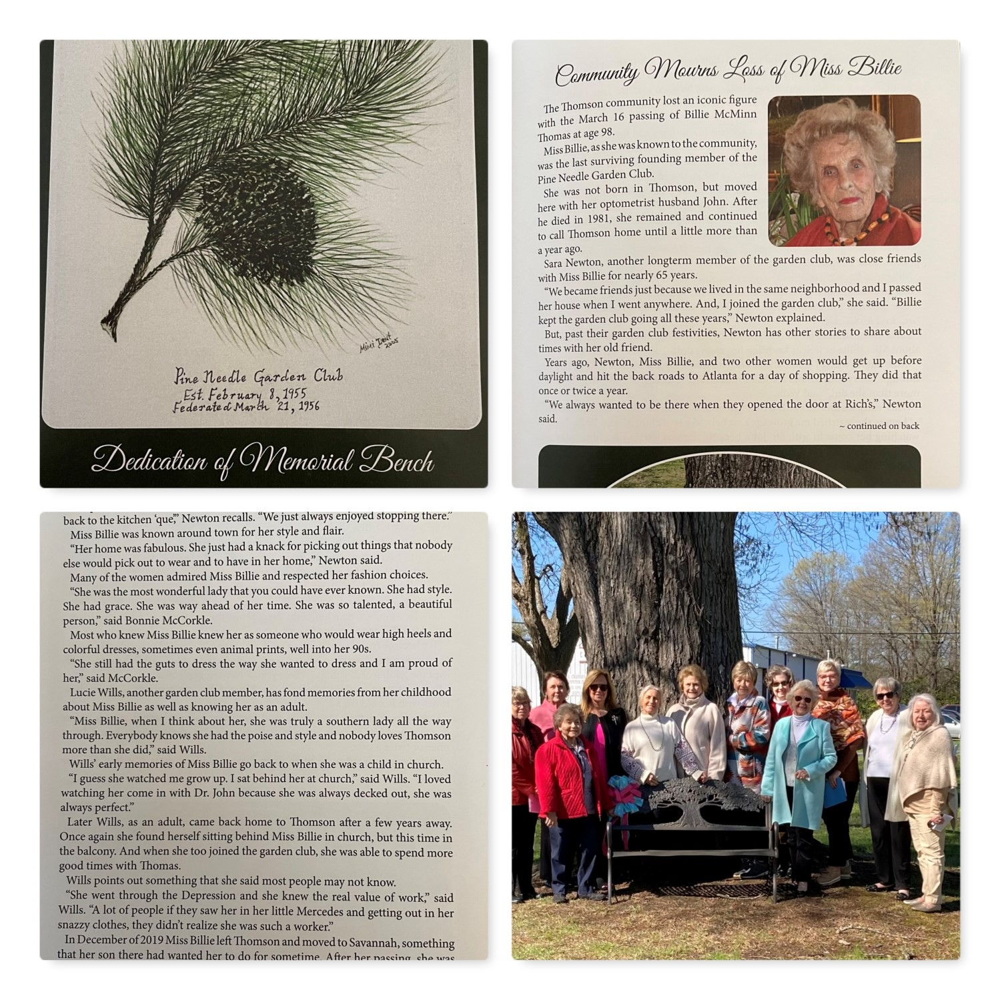 Mimi Dent
2005
Pine Needle Garden Club
Est. February 8, 1955
Federated March 21, 1956
Dedication of Memorial Bench
Community Mourns Loss of Miss Billie
The Thomson community lost an iconic figure
with the March 16 passing of Billie McMinn
Thomas at age 98.
Miss Billie, as she was known to the community,
was the last surviving founding member of the
Pine Needle Garden Club.
She was not born in Thomson, but moved
here with her optometrist husband John. After
he died in 1981, she remained and continued
to call Thomson home until a little more than
a year ago.
Sara Newton, another longterm member of the garden club, was close friends
with Miss Billie for nearly 65 years.
“We became friends just because we lived in the same neighborhood and I passed
her house when I went anywhere. And, I joined the garden club,” she said. “Billie
kept the garden club going all these years,” Newton explained.
But, past their garden club festivities, Newton has other stories to share about
times with her old friend.
Years ago, Newton, Miss Billie, and two other women would get up before
daylight and hit the back roads to Atlanta for a day of shopping. They did that
once or twice a year.
“We always wanted to be there when they opened the door at Rich’s,” Newton
said.
~ continued on back
back to the kitchen ‘que,’” Newton recalls. “We just always enjoyed stopping there.”
Miss Billie was known around town for her style and flair.
“Her home was fabulous. She just had a knack for picking out things that nobody
else would pick out to wear and to have in her home,” Newton said.
Many of the women admired Miss Billie and respected her fashion choices.
“She was the most wonderful lady that you could have ever known. She had style.
She had grace. She was way ahead of her time. She was so talented, a beautiful
person,” said Bonnie McCorkle.
Most who knew Miss Billie knew her as someone who would wear high heels and
colorful dresses, sometimes even animal prints, well into her 90s.
“She still had the guts to dress the way she wanted to dress and I am proud of
her,” said McCorkle.
Lucie Wills, another garden club member, has fond memories from her childhood
about Miss Billie as well as knowing her as an adult.
“Miss Billie, when I think about her, she was truly a southern lady all the way
through. Everybody knows she had the poise and style and nobody loves Thomson
more than she did,” said Wills.
Wills’ early memories of Miss Billie go back to when she was a child in church.
“I guess she watched me grow up. I sat behind her at church,” said Wills. “I loved
watching her come in with Dr. John because she was always decked out, she was
always perfect.”
Later Wills, as an adult, came back home to Thomson after a few years away.
Once again she found herself sitting behind Miss Billie in church, but this time in
the balcony. And when she too joined the garden club, she was able to spend more
good times with Thomas.
Wills points out something that she said most people may not know.
“She went through the Depression and she knew the real value of work,” said
Wills. “A lot of people if they saw her in her little Mercedes and getting out in her
snazzy clothes, they didn’t realize she was such a worker.”
In December of 2019 Miss Billie left Thomson and moved to Savannah, something
that her son there had wanted her to do for sometime. After her passing, she was